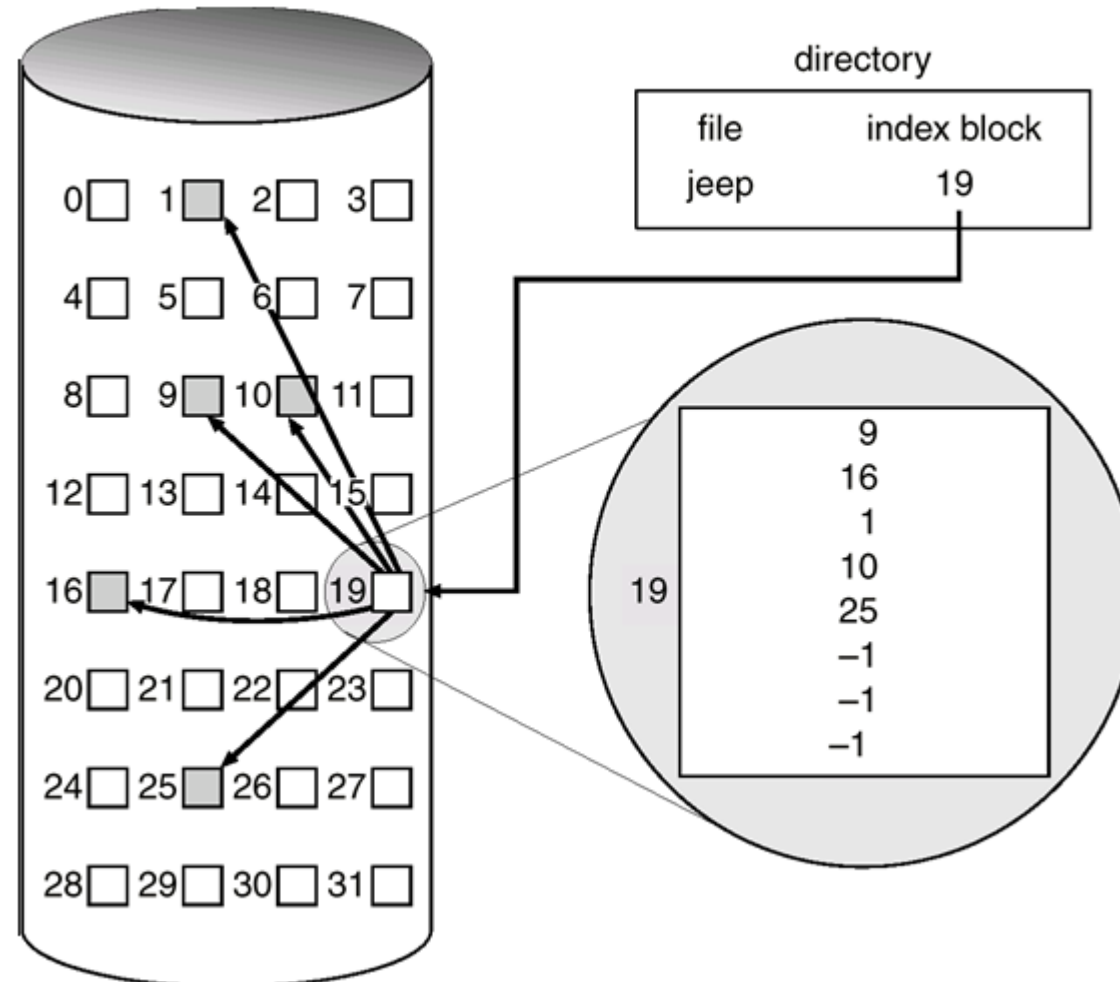 directory
file index block
jeep 19
0 1 2 3
4 5 6 7
8 9 10 11
12 13 14 15
16 17 18 19
20 21 22 23
24 25 26 27
28 29 30 31
19
9
16
1
10
25
–1
–1
–1